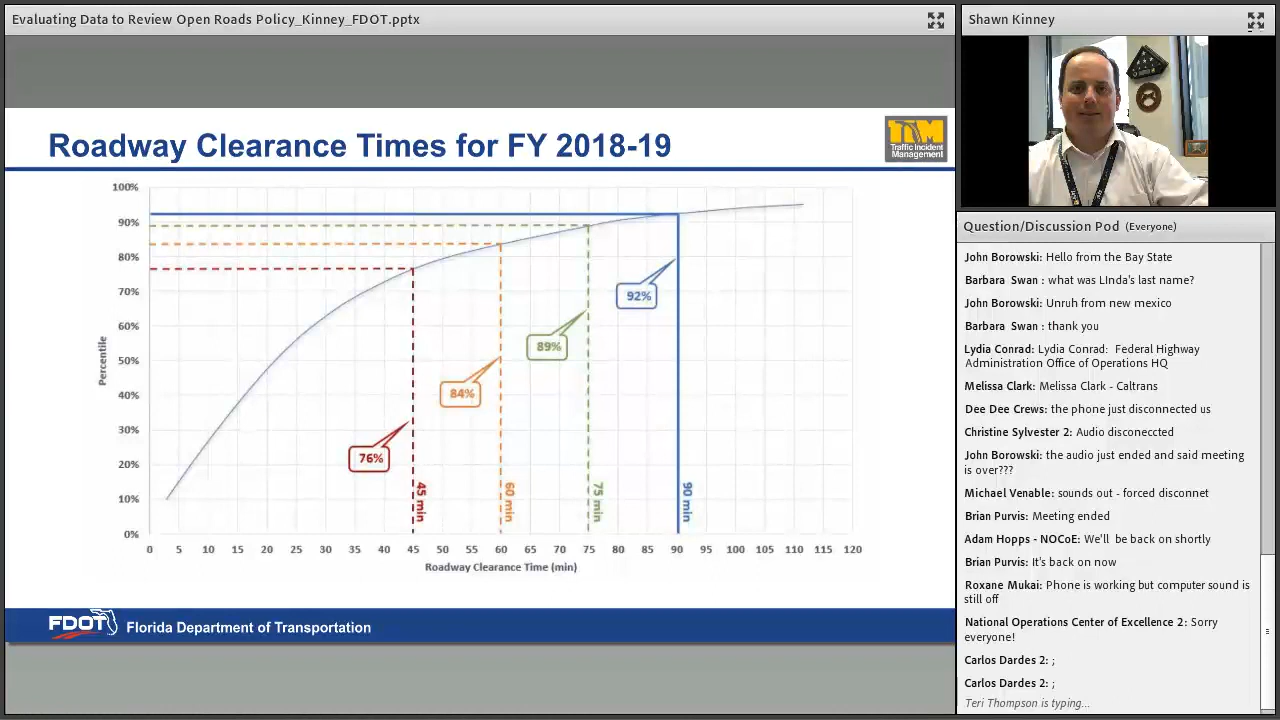 Evaluating Data to Review Open Roads Policy_Kinney_FDOT.pptx
Roadway Clearance Times for FY 2018-19
TIM
Traffic Incident
Management
100%
90%
80%
70%
60%
50%
40%
30%
20%
10%
0%
Percentile
76%
84%
89%
92%
45 min
60 min
75 min
90 min
0 5 10 15 20 25 30 35 40 45 50 55 60 65 70 75 80 85 90 95 100 105 110 115 120
Roadway Clearance Time (min)
FDOT
Florida Department of Transportation
Shawn Kinney
Question/Discussion Pod (Everyone)
John Borowski: Hello from the Bay State
Barbara Swan : what was LInda's last name?
John Borowski: Unruh from new mexico
Barbara Swan : thank you
Lydia Conrad: Lydia Conrad: Federal Highway
Administration Office of Operations HQ
Melissa Clark: Melissa Clark - Caltrans
Dee Dee Crews: the phone just disconnected us
Christine Sylvester 2: Audio disoneccted
John Borowski: the audio just ended and said meeting
is over???
Michael Venable: sounds out - forced disconnet
Brian Purvis: Meeting ended
Adam Hopps - NOCoE: We'll be back on shortly
Brian Purvis: It's back on now
Roxane Mukai: Phone is working but computer sound is
still off
National Operations Center of Excellence 2: Sorry
everyone!
Carlos Dardes 2: ;
Carlos Dardes 2: ;
Teri Thompson is typing...